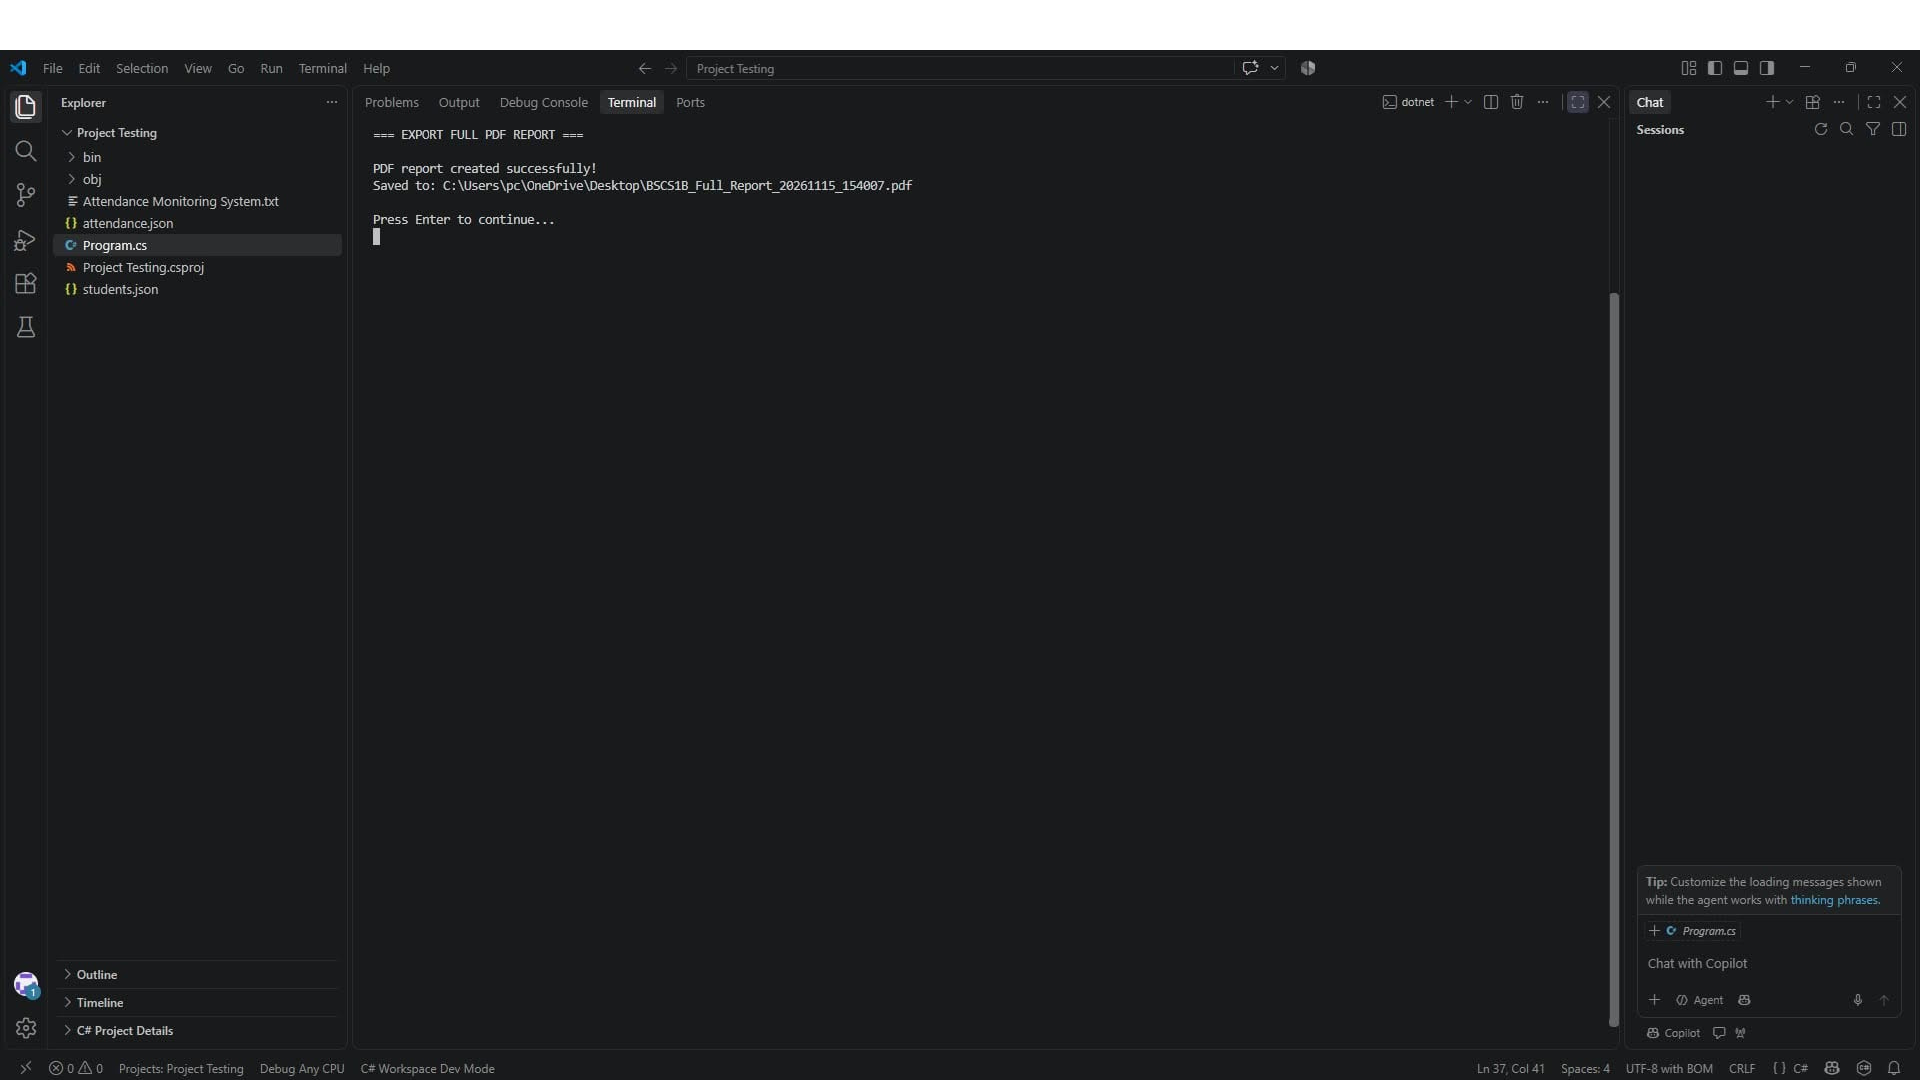 File Edit Selection View Go Run Terminal Help
Project Testing
Explorer
Project Testing
bin
obj
Attendance Monitoring System.txt
{} attendance.json
C# Program.cs
Project Testing.csproj
{} students.json
Outline
Timeline
C# Project Details
Problems Output Debug Console Terminal Ports
dotnet
=== EXPORT FULL PDF REPORT ===
PDF report created successfully!
Saved to: C:\Users\pc\OneDrive\Desktop\BSCS1B_Full_Report_20261115_154007.pdf
Press Enter to continue...
Chat
Sessions
Tip: Customize the loading messages shown
while the agent works with thinking phrases.
Program.cs
Chat with Copilot
Agent
Copilot
1
0 0 Projects: Project Testing Debug Any CPU C# Workspace Dev Mode
Ln 37, Col 41 Spaces: 4 UTF-8 with BOM CRLF {} C#